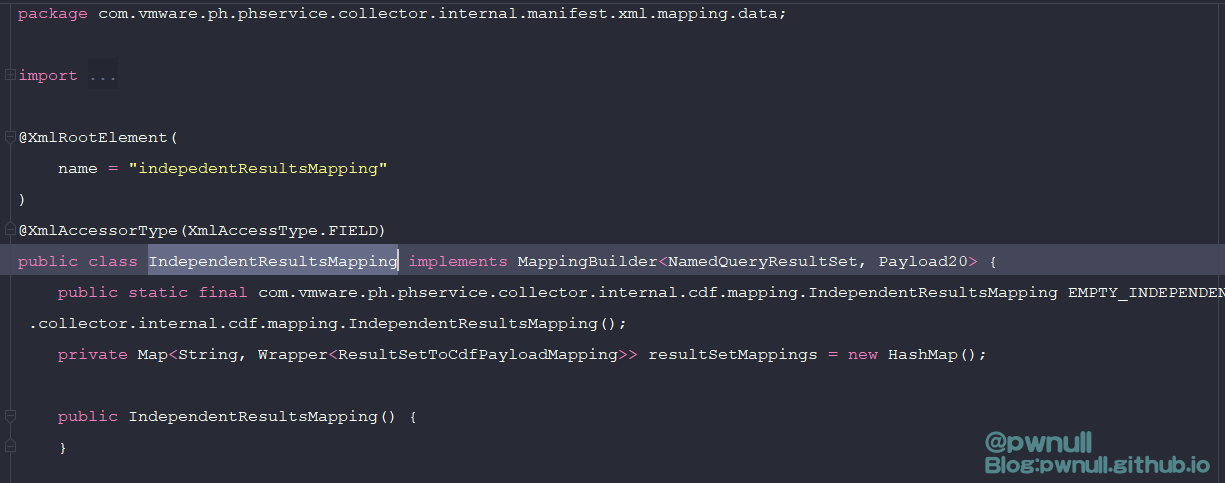 package com.vmware.ph.phservice.collector.internal.manifest.xml.mapping.data;
import ...
@XmlRootElement(
name = "indepedentResultsMapping"
)
@XmlAccessorType(XmlAccessType.FIELD)
public class IndependentResultsMapping implements MappingBuilder<NamedQueryResultSet, Payload20> {
public static final com.vmware.ph.phservice.collector.internal.cdf.mapping.IndependentResultsMapping EMPTY_INDEPENDEN
.collector.internal.cdf.mapping.IndependentResultsMapping();
private Map<String, Wrapper<ResultSetToCdfPayloadMapping>> resultSetMappings = new HashMap();
public IndependentResultsMapping() {
}
@pwnull
Blog:pwnull.github.io